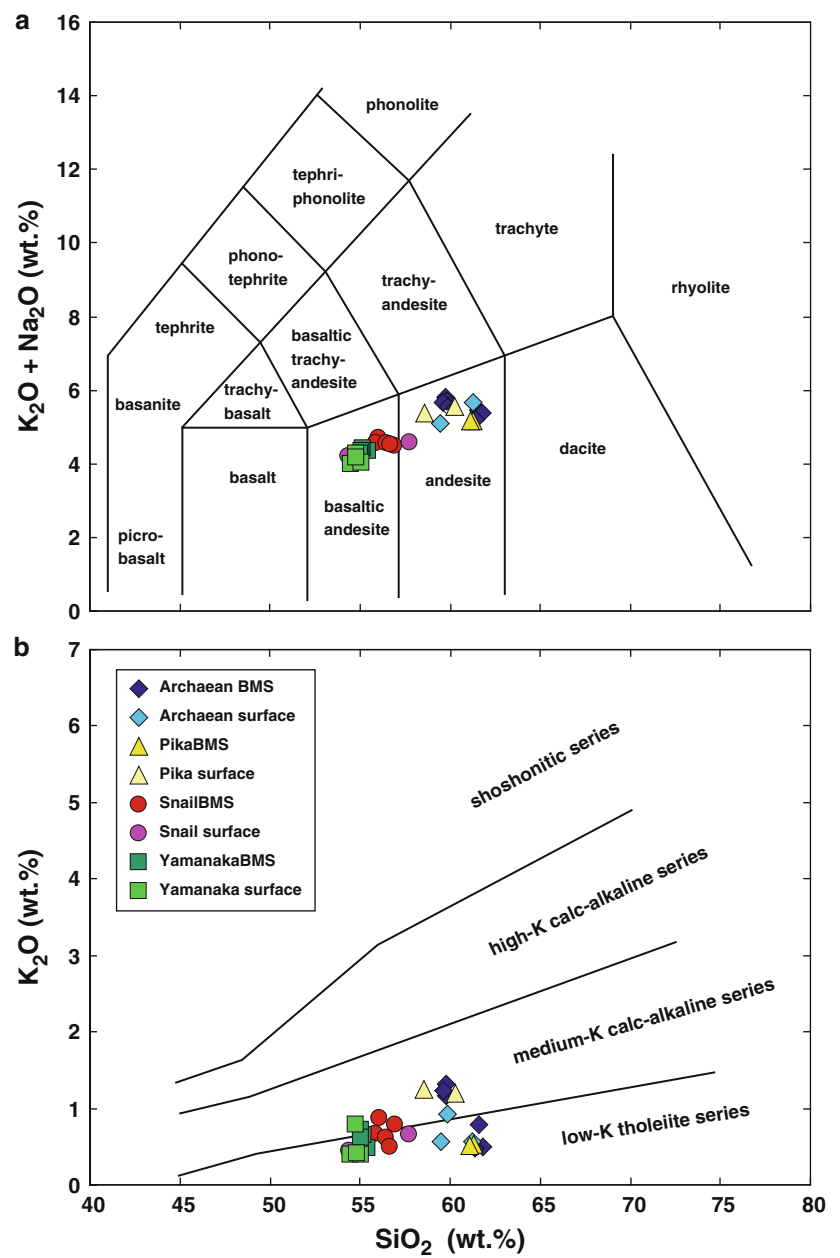 a
K2O + Na2O (wt.%)
16
14
12
10
8
6
4
2
0
phonolite
tephri-
phonolite
trachyte
phono-
tephrite
trachy-
andesite
rhyolite
tephrite
basaltic
trachy-
andesite
basanite
trachy-
basalt
basalt
andesite
dacite
basaltic
andesite
picro-
basalt
b
K2O (wt.%)
7
6
5
4
3
2
1
0
Archaean BMS
Archaean surface
PikaBMS
Pika surface
SnailBMS
Snail surface
YamanakaBMS
Yamanaka surface
shoshonitic series
high-K calc-alkaline series
medium-K calc-alkaline series
low-K tholeiite series
40 45 50 55 60 65 70 75 80
SiO2 (wt.%)